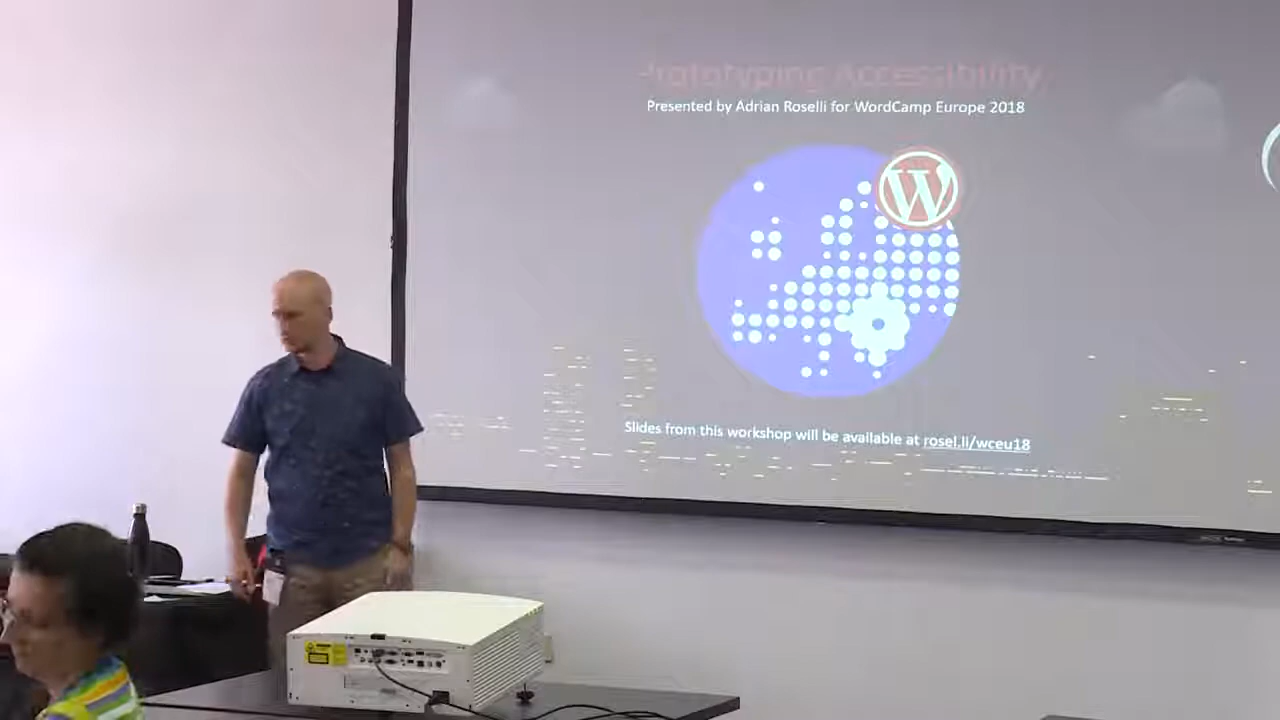 Prototyping Accessibility
Presented by Adrian Roselli for WordCamp Europe 2018
W
Slides from this workshop will be available at rosel.li/wceu18